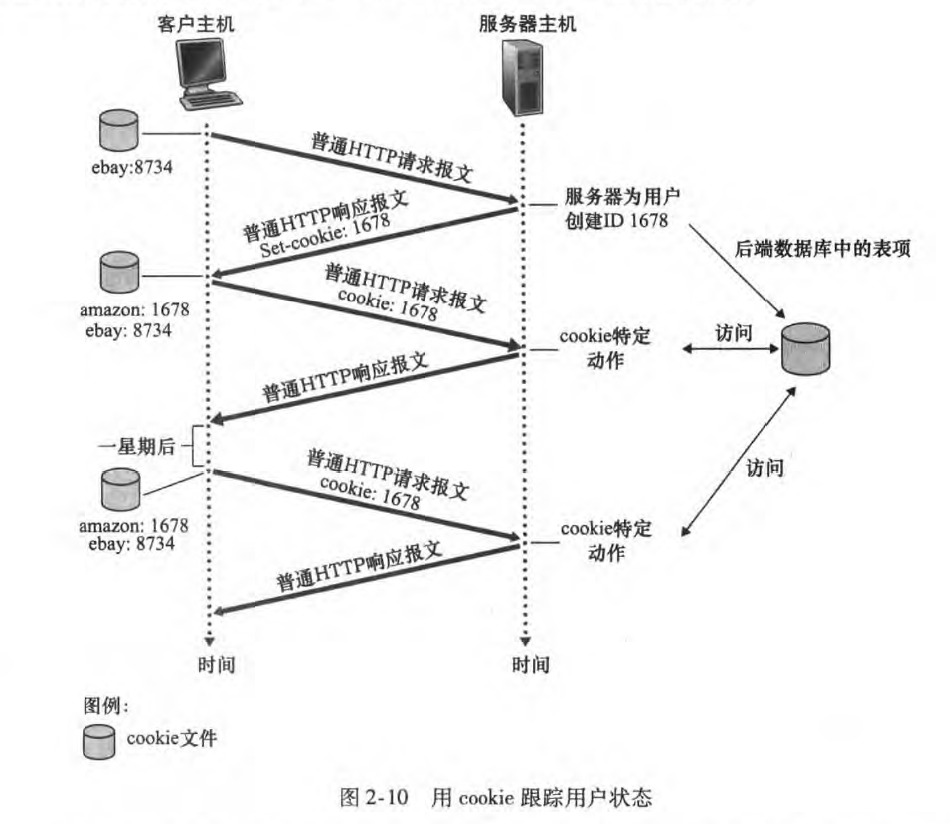 客户主机
服务器主机
ebay:8734
普通HTTP请求报文
服务器为用户
创建ID 1678
后端数据库中的表项
普通HTTP响应报文
Set-cookie: 1678
amazon: 1678
ebay: 8734
普通HTTP请求报文
cookie: 1678
cookie特定
动作
访问
普通HTTP响应报文
一星期后
amazon: 1678
ebay: 8734
普通HTTP请求报文
cookie: 1678
访问
cookie特定
动作
普通HTTP响应报文
时间
时间
图例：
cookie文件
图 2-10 用 cookie 跟踪用户状态